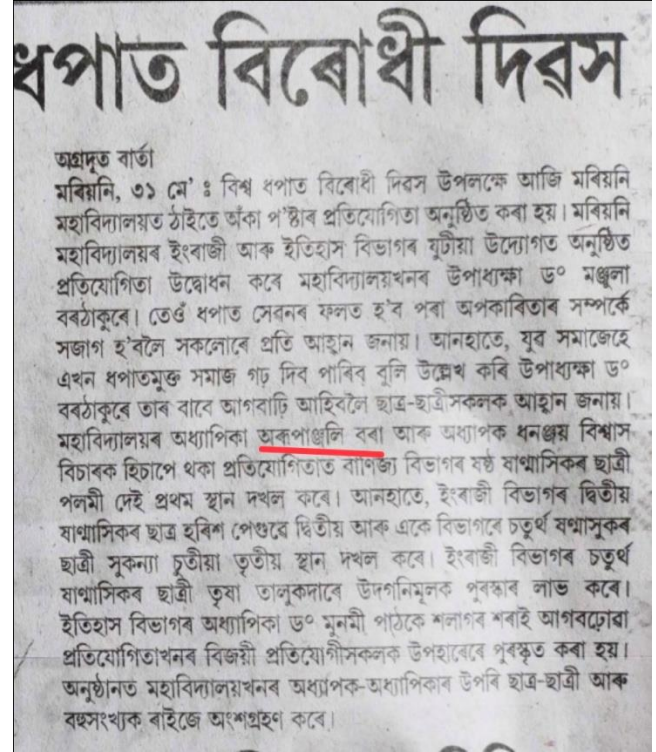 ধপাত বিৰোধী দিৱস
অগ্ৰদূত বাৰ্তা
মৰিয়নি, ৩১ মে' ঃ বিশ্ব ধপাত বিৰোধী দিৱস উপলক্ষে আজি মৰিয়নি
মহাবিদ্যালয়ত ঠাইতে অঁকা প'ষ্টাৰ প্ৰতিযোগিতা অনুষ্ঠিত কৰা হয়। মৰিয়নি
মহাবিদ্যালয়ৰ ইংৰাজী আৰু ইতিহাস বিভাগৰ যুটীয়া উদ্যোগত অনুষ্ঠিত
প্ৰতিযোগিতা উদ্বোধন কৰে মহাবিদ্যালয়খনৰ উপাধ্যক্ষা ড° মঞ্জুলা
বৰঠাকুৰে। তেওঁ ধপাত সেৱনৰ ফলত হ'ব পৰা অপকাৰিতাৰ সম্পৰ্কে
সজাগ হ'বলৈ সকলোৰে প্ৰতি আহ্বান জনায়। আনহাতে, যুৱ সমাজেহে
এখন ধপাতমুক্ত সমাজ গঢ় দিব পাৰিব বুলি উল্লেখ কৰি উপাধ্যক্ষা ড°
বৰঠাকুৰে তাৰ বাবে আগবাঢ়ি আহিবলৈ ছাত্ৰ-ছাত্ৰীসকলক আহ্বান জনায়।
মহাবিদ্যালয়ৰ অধ্যাপিকা অৰূপাঞ্জলি বৰা আৰু অধ্যাপক ধনঞ্জয় বিশ্বাস
বিচাৰক হিচাপে থকা প্ৰতিযোগিতাত বাণিজ্য বিভাগৰ ষষ্ঠ ষাণ্মাসিকৰ ছাত্ৰী
পলমী দেই প্ৰথম স্থান দখল কৰে। আনহাতে, ইংৰাজী বিভাগৰ দ্বিতীয়
ষাণ্মাসিকৰ ছাত্ৰ হৰিশ পেগুৱে দ্বিতীয় আৰু একে বিভাগৰে চতুৰ্থ ষণ্মাসুকৰ
ছাত্ৰী সুকন্যা চুতীয়া তৃতীয় স্থান দখল কৰে। ইংৰাজী বিভাগৰ চতুৰ্থ
ষাণ্মাসিকৰ ছাত্ৰী তৃষা তালুকদাৰে উদগনিমূলক পুৰস্কাৰ লাভ কৰে।
ইতিহাস বিভাগৰ অধ্যাপিকা ড° মুনমী পাঠকে শলাগৰ শৰাই আগবঢ়োৱা
প্ৰতিযোগিতাখনৰ বিজয়ী প্ৰতিযোগীসকলক উপহাৰেৰে পুৰস্কৃত কৰা হয়।
অনুষ্ঠানত মহাবিদ্যালয়খনৰ অধ্যাপক-অধ্যাপিকাৰ উপৰি ছাত্ৰ-ছাত্ৰী আৰু
বহুসংখ্যক ৰাইজে অংশগ্ৰহণ কৰে।